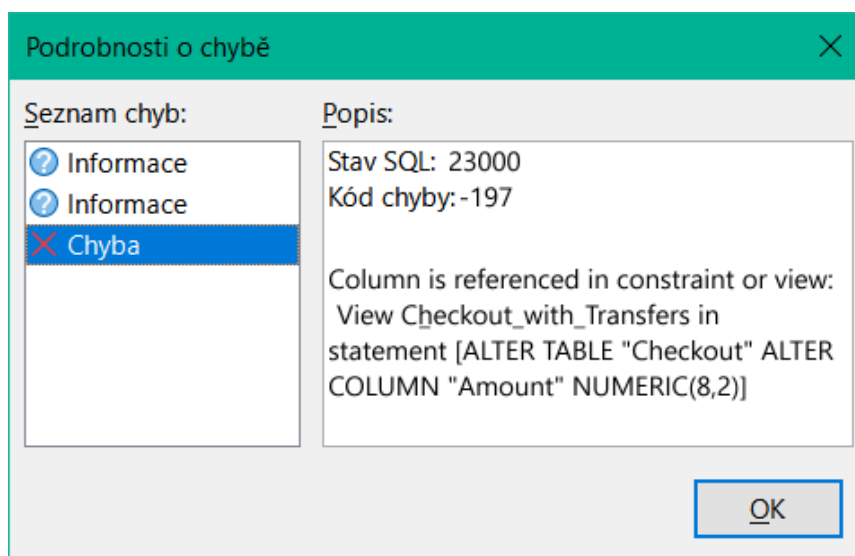 Podrobnosti o chybě
Seznam chyb:
Informace
Informace
Chyba
Popis:
Stav SQL: 23000
Kód chyby:-197
Column is referenced in constraint or view:
View Checkout_with_Transfers in
statement [ALTER TABLE "Checkout" ALTER
COLUMN "Amount" NUMERIC(8,2)]
OK